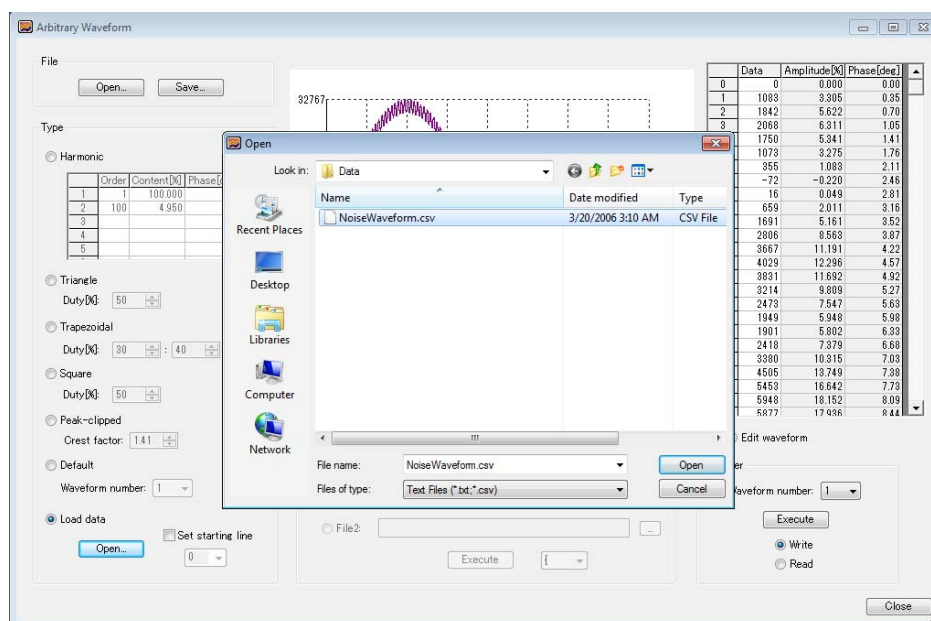 Arbitrary Waveform
File
Open... Save...
Type
Harmonic
Order Content[%] Phase[
1 1 100.000
2 100 4.950
3
4
5
Triangle
Duty[%]: 50
Trapezoidal
Duty[%]: 30 : 40
Square
Duty[%]: 50
Peak-clipped
Crest factor: 1.41
Default
Waveform number: 1
Load data
Open...
Set starting line
0
32767
Open
Look in: Data
Recent Places
Desktop
Libraries
Computer
Network
Name Date modified Type
NoiseWaveform.csv 3/20/2006 3:10 AM CSV File
File name: NoiseWaveform.csv Open
Files of type: Text Files (*.txt;*.csv) Cancel
File2: ...
Execute [
Data Amplitude[%] Phase[deg]
0 0 0.000 0.00
1 1083 3.305 0.35
2 1842 5.622 0.70
3 2068 6.311 1.05
1750 5.341 1.41
1073 3.275 1.76
355 1.083 2.11
-72 -0.220 2.46
16 0.049 2.81
659 2.011 3.16
1691 5.161 3.52
2806 8.563 3.87
3667 11.191 4.22
4029 12.296 4.57
3831 11.692 4.92
3214 9.809 5.27
2473 7.547 5.63
1949 5.948 5.98
1901 5.802 6.33
2418 7.379 6.68
3380 10.315 7.03
4505 13.749 7.38
5453 16.642 7.73
5948 18.152 8.09
5877 17.936 8.44
Edit waveform
er
Waveform number: 1
Execute
Write
Read
Close